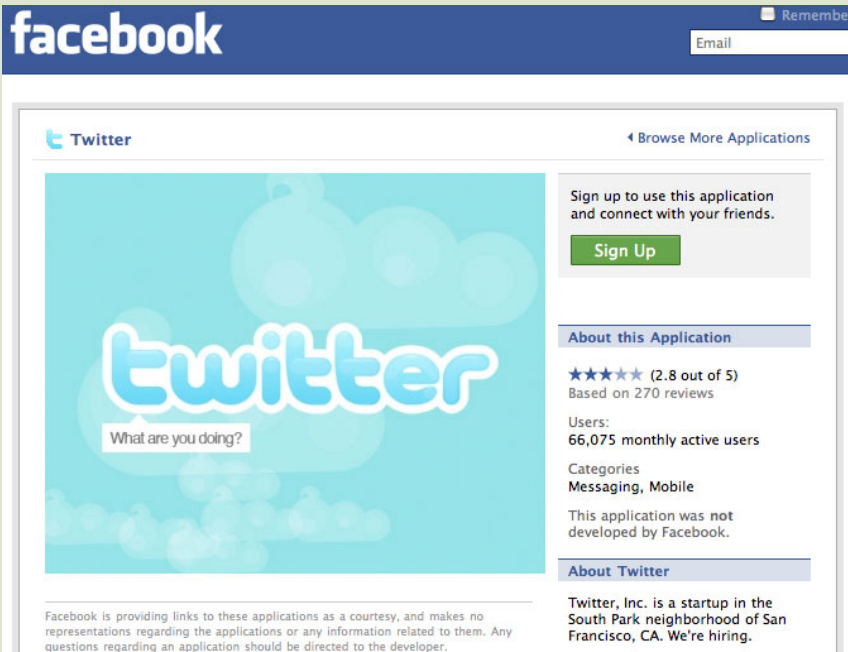 facebook
Remembe
Email
Twitter
Browse More Applications
twitter
What are you doing?
Sign up to use this application
and connect with your friends.
Sign Up
About this Application
(2.8 out of 5)
Based on 270 reviews
Users:
66,075 monthly active users
Categories
Messaging, Mobile
This application was not
developed by Facebook.
About Twitter
Twitter, Inc. is a startup in the
South Park neighborhood of San
Francisco, CA. We're hiring.
Facebook is providing links to these applications as a courtesy, and makes no
representations regarding the applications or any information related to them. Any
questions regarding an application should be directed to the developer.